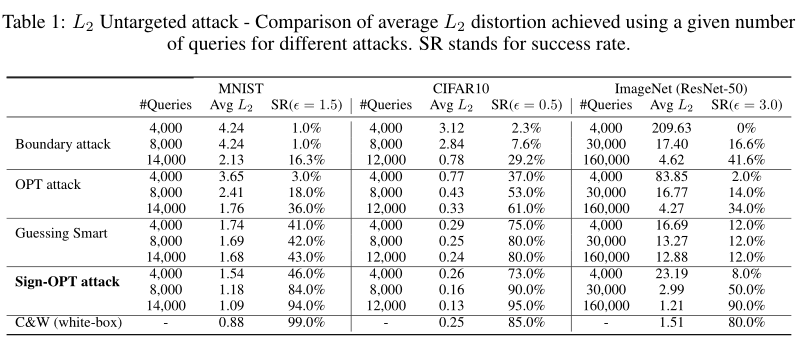 Table 1: L2 Untargeted attack - Comparison of average L2 distortion achieved using a given number
of queries for different attacks. SR stands for success rate.
MNIST CIFAR10 ImageNet (ResNet-50)
#Queries Avg L2 SR(ϵ = 1.5) #Queries Avg L2 SR(ϵ = 0.5) #Queries Avg L2 SR(ϵ = 3.0)
4,000 4.24 1.0% 4,000 3.12 2.3% 4,000 209.63 0%
Boundary attack 8,000 4.24 1.0% 8,000 2.84 7.6% 30,000 17.40 16.6%
14,000 2.13 16.3% 12,000 0.78 29.2% 160,000 4.62 41.6%
4,000 3.65 3.0% 4,000 0.77 37.0% 4,000 83.85 2.0%
OPT attack 8,000 2.41 18.0% 8,000 0.43 53.0% 30,000 16.77 14.0%
14,000 1.76 36.0% 12,000 0.33 61.0% 160,000 4.27 34.0%
4,000 1.74 41.0% 4,000 0.29 75.0% 4,000 16.69 12.0%
Guessing Smart 8,000 1.69 42.0% 8,000 0.25 80.0% 30,000 13.27 12.0%
14,000 1.68 43.0% 12,000 0.24 80.0% 160,000 12.88 12.0%
4,000 1.54 46.0% 4,000 0.26 73.0% 4,000 23.19 8.0%
Sign-OPT attack 8,000 1.18 84.0% 8,000 0.16 90.0% 30,000 2.99 50.0%
14,000 1.09 94.0% 12,000 0.13 95.0% 160,000 1.21 90.0%
C&W (white-box) - 0.88 99.0% - 0.25 85.0% - 1.51 80.0%